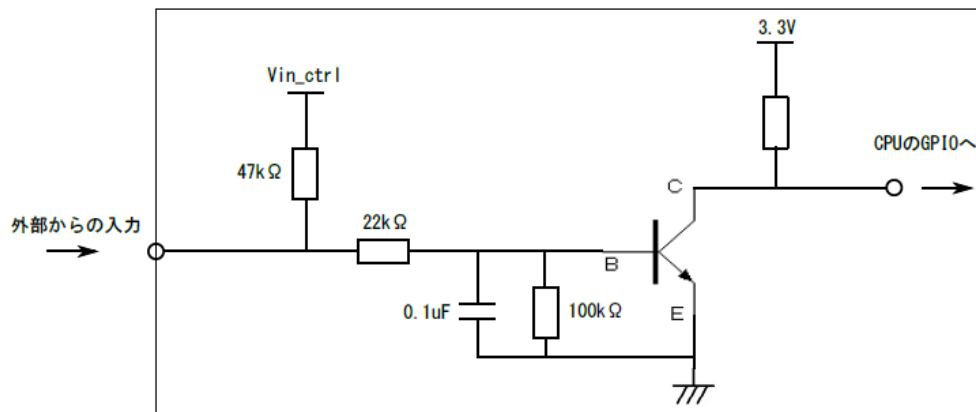 3.3V
Vin_ctrl
47kΩ
CPUのGPIOへ
C
外部からの入力
22kΩ
B
0.1uF
100kΩ
E